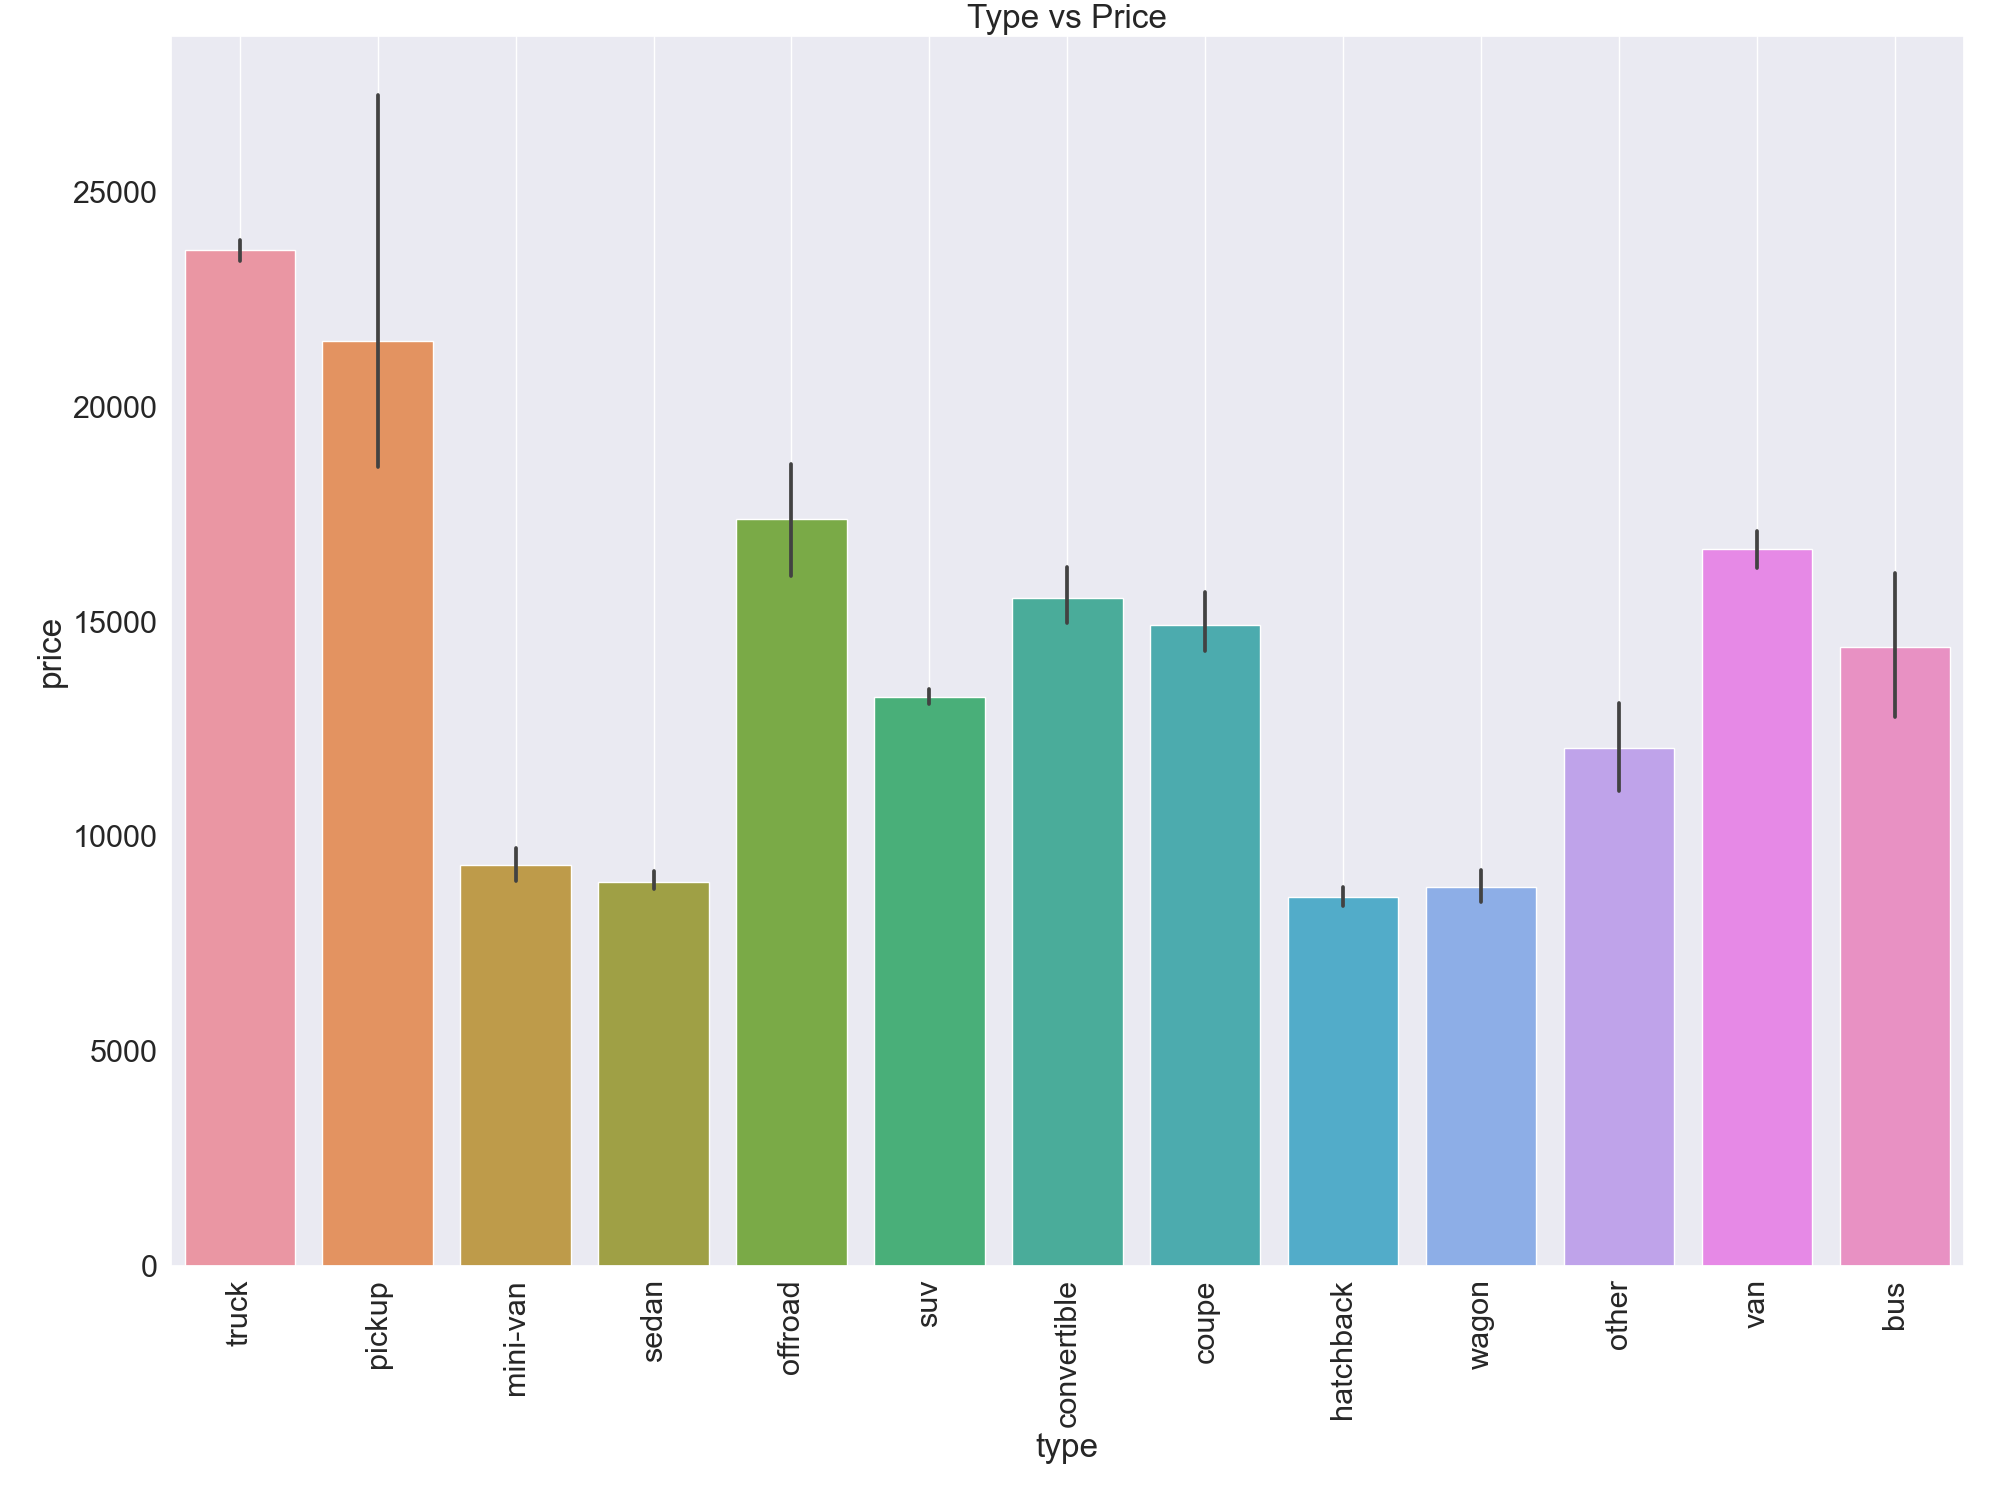 Type vs Price
25000
20000
15000
10000
5000
0
price
truck
pickup
mini-van
sedan
offroad
suv
convertible
coupe
hatchback
wagon
other
van
bus
type